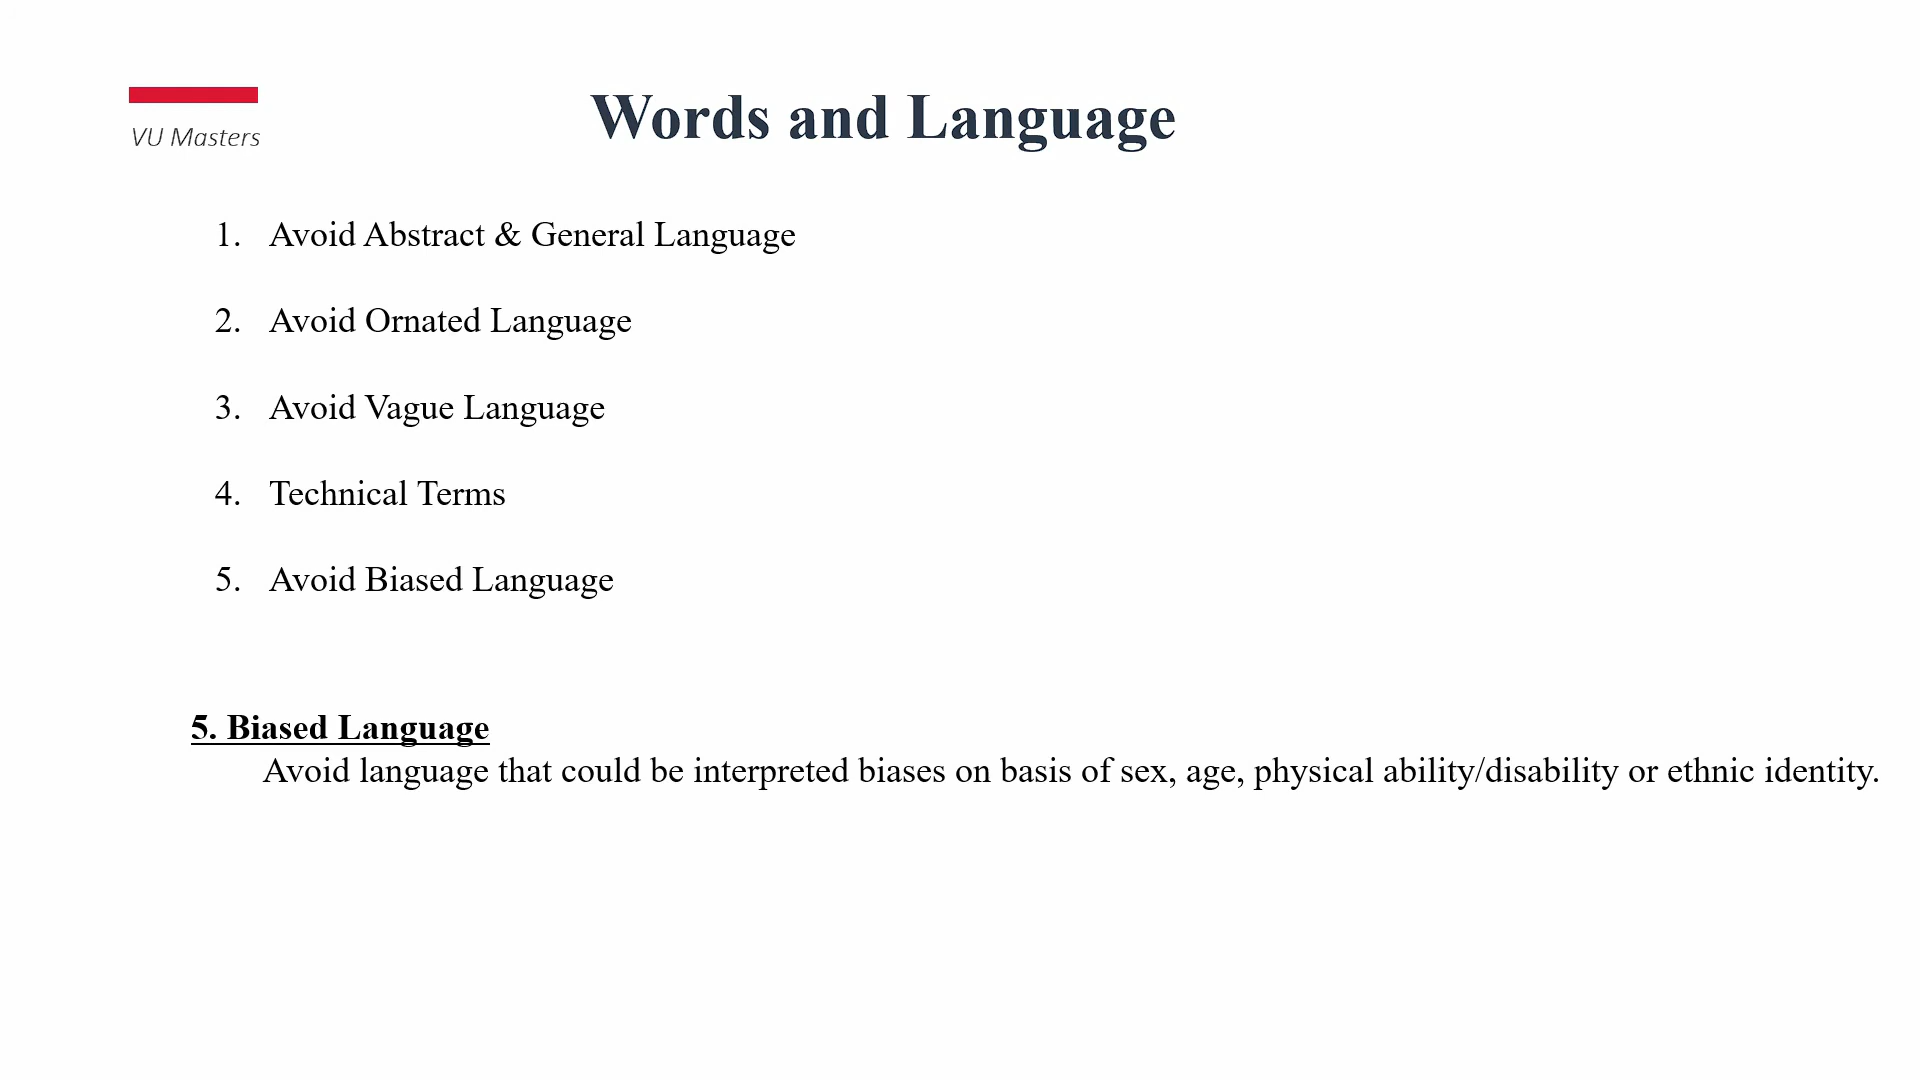 VU Masters
Words and Language
1. Avoid Abstract & General Language
2. Avoid Ornated Language
3. Avoid Vague Language
4. Technical Terms
5. Avoid Biased Language
5. Biased Language
Avoid language that could be interpreted biases on basis of sex, age, physical ability/disability or ethnic identity.